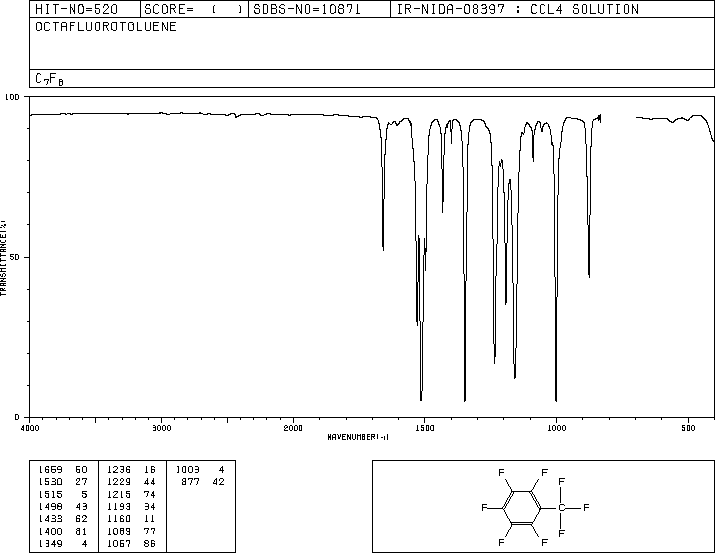 HIT-NO=520 SCORE= ( ) SDBS-NO=10871 IR-NIDA-08397 : CCL4 SOLUTION
OCTAFLUOROTOLUENE
C7F8
100
50
0
TRANSMITTANCE(%)
4000 3000 2000 1500 1000 500
WAVENUMBER(-1)
1659 60 1236 16 1003 4
1530 27 1229 44 877 42
1515 5 1215 74
1498 43 1193 34
1433 62 1160 11
1400 81 1089 77
1349 4 1057 86
F F F
F C F
F F F